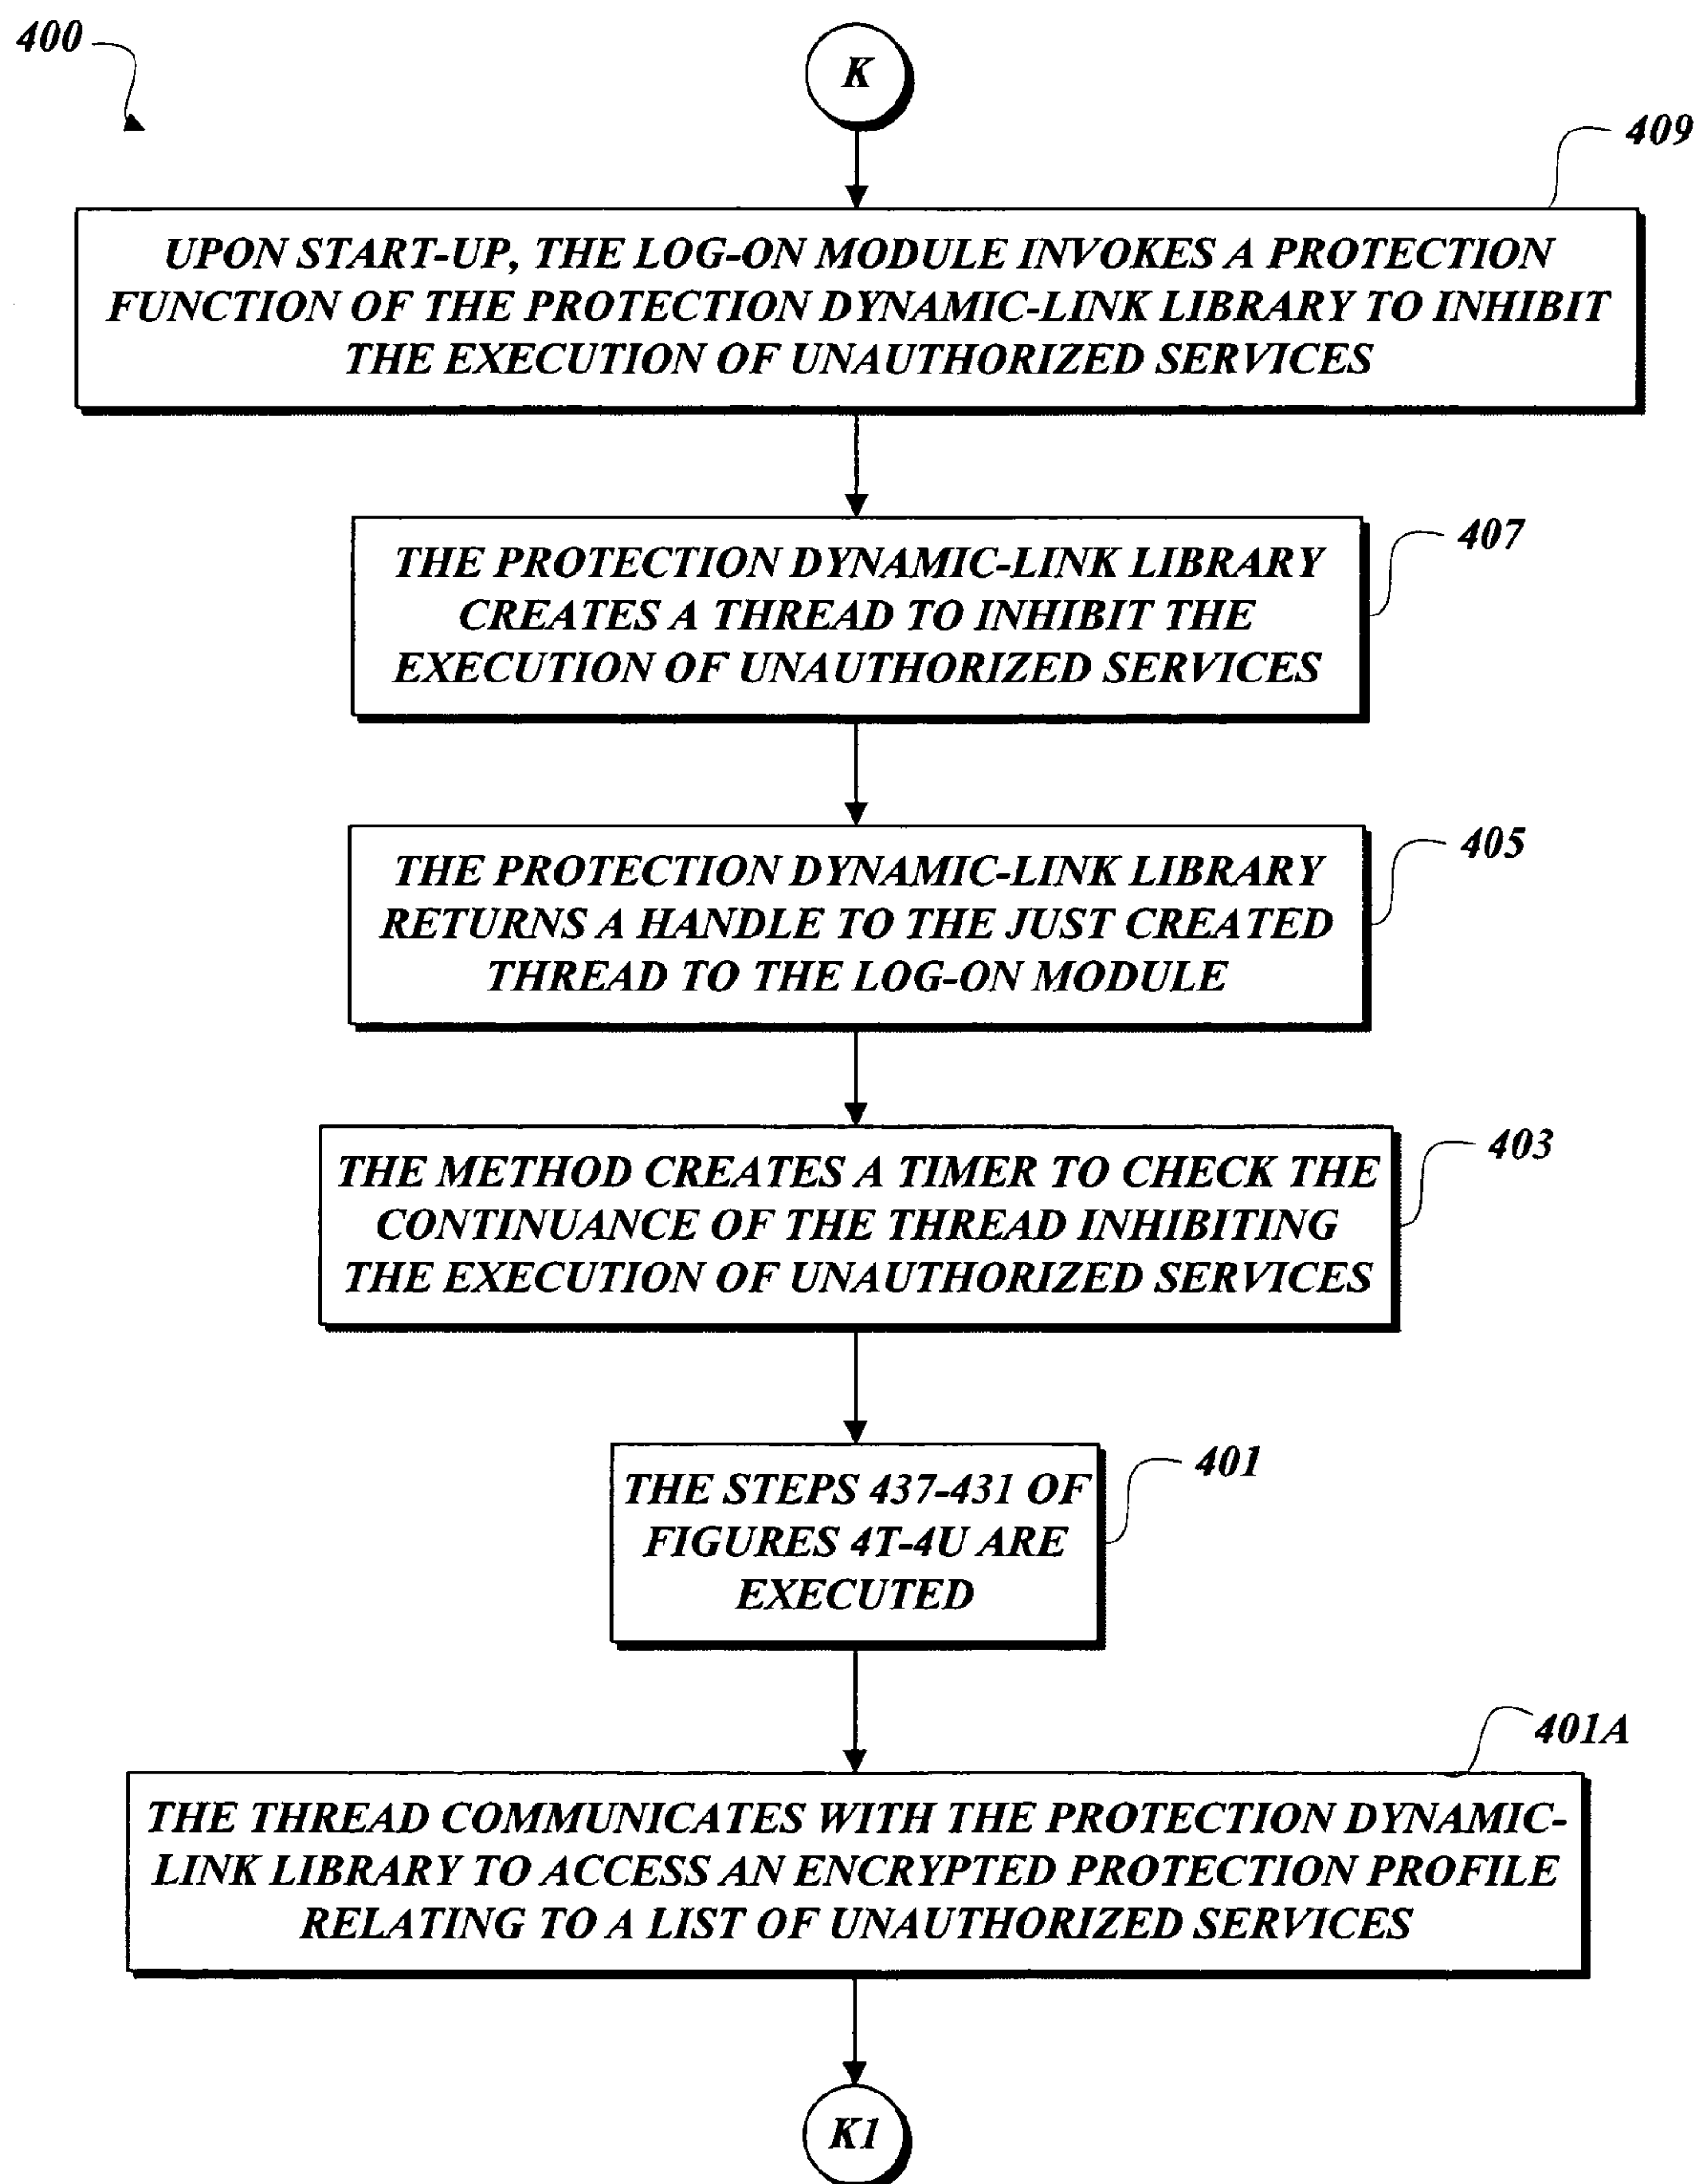 400
K
409
UPON START-UP, THE LOG-ON MODULE INVOKES A PROTECTION
FUNCTION OF THE PROTECTION DYNAMIC-LINK LIBRARY TO INHIBIT
THE EXECUTION OF UNAUTHORIZED SERVICES
407
THE PROTECTION DYNAMIC-LINK LIBRARY
CREATES A THREAD TO INHIBIT THE
EXECUTION OF UNAUTHORIZED SERVICES
405
THE PROTECTION DYNAMIC-LINK LIBRARY
RETURNS A HANDLE TO THE JUST CREATED
THREAD TO THE LOG-ON MODULE
403
THE METHOD CREATES A TIMER TO CHECK THE
CONTINUANCE OF THE THREAD INHIBITING
THE EXECUTION OF UNAUTHORIZED SERVICES
401
THE STEPS 437-431 OF
FIGURES 4T-4U ARE
EXECUTED
401A
THE THREAD COMMUNICATES WITH THE PROTECTION DYNAMIC-
LINK LIBRARY TO ACCESS AN ENCRYPTED PROTECTION PROFILE
RELATING TO A LIST OF UNAUTHORIZED SERVICES
K1